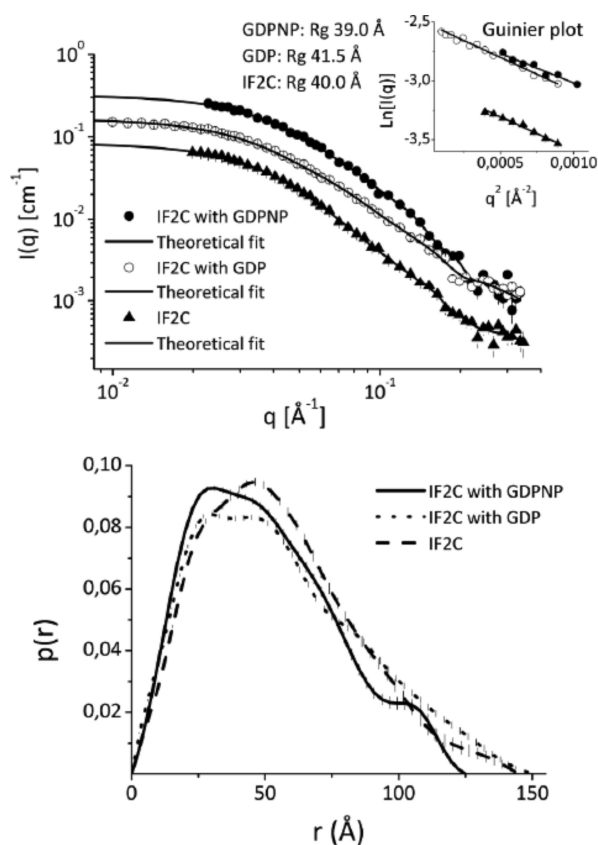 GDPNP: Rg 39.0 Å
GDP: Rg 41.5 Å
IF2C: Rg 40.0 Å
Guinier plot
Ln[I(q)]
-2,5
-3,0
-3,5
0,0005
0,0010
q² [Å⁻²]
I(q) [cm⁻¹]
10⁰
10⁻¹
10⁻²
10⁻³
IF2C with GDPNP
Theoretical fit
IF2C with GDP
Theoretical fit
IF2C
Theoretical fit
10⁻²
10⁻¹
q [Å⁻¹]
p(r)
0,10
0,08
0,06
0,04
0,02
IF2C with GDPNP
IF2C with GDP
IF2C
0
50
100
150
r (Å)